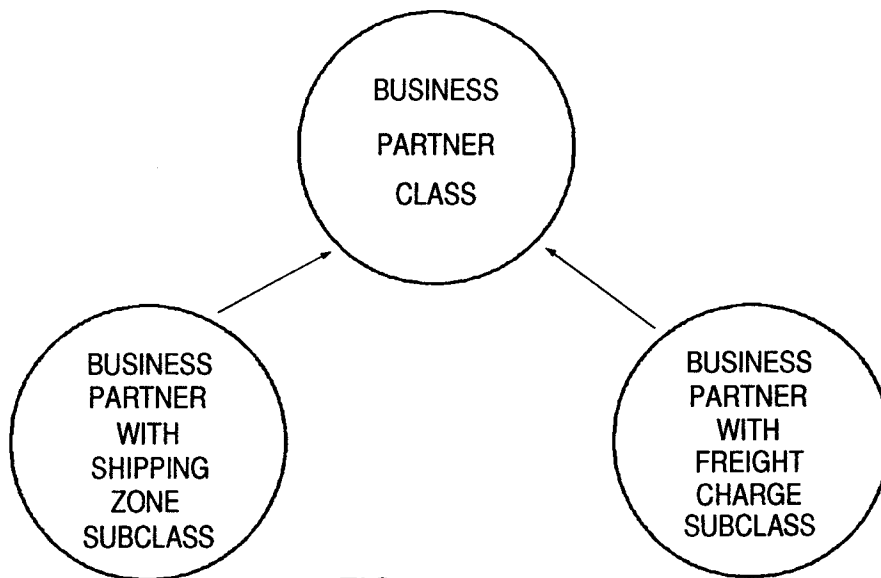 BUSINESS
PARTNER
CLASS
BUSINESS
PARTNER
WITH
SHIPPING
ZONE
SUBCLASS
BUSINESS
PARTNER
WITH
FREIGHT
CHARGE
SUBCLASS